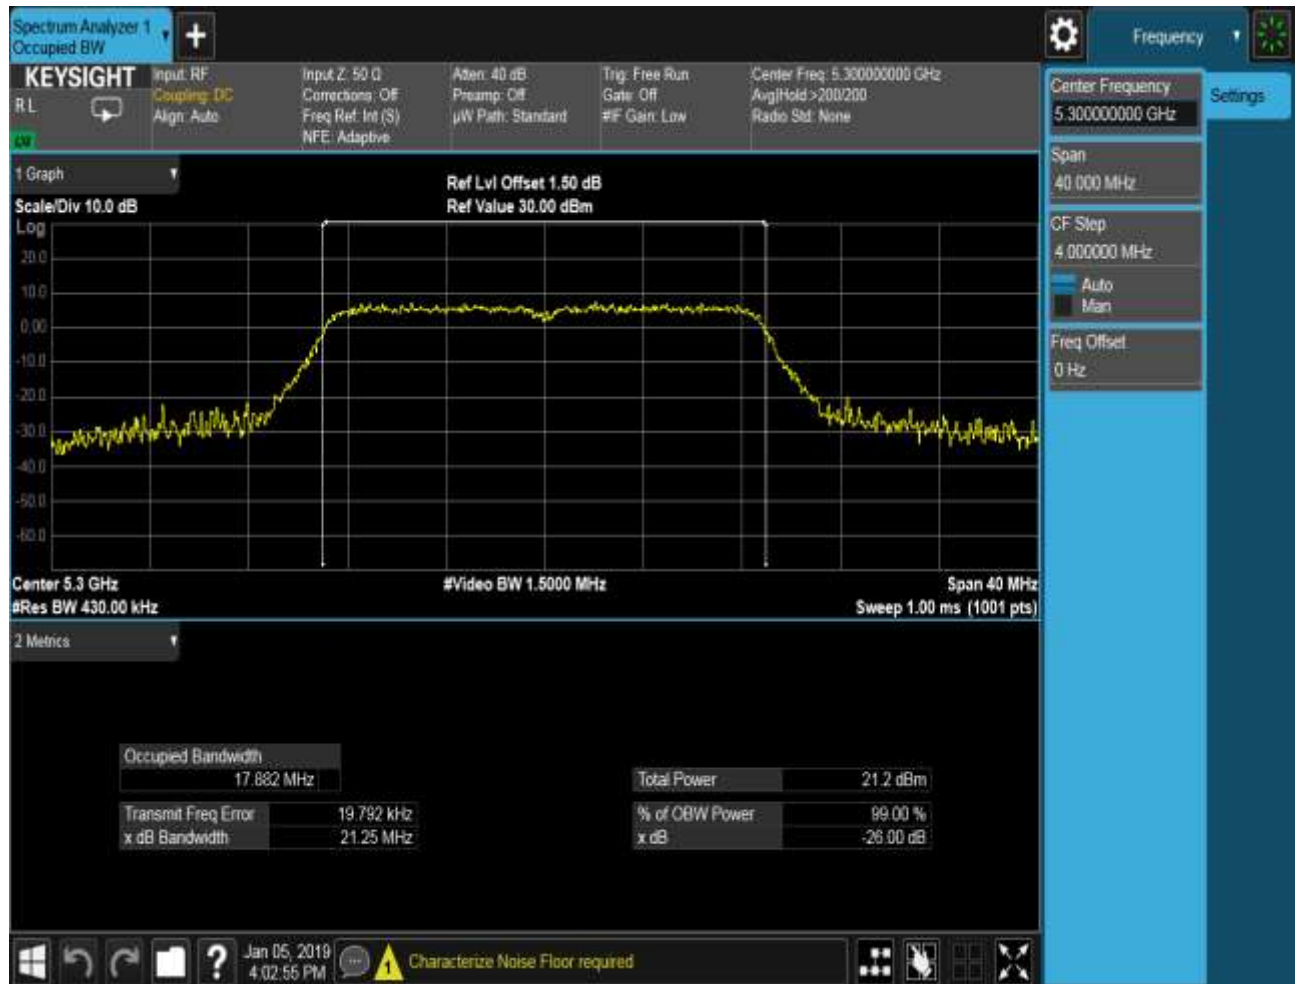 Spectrum Analyzer 1
Occupied BW
Frequency
KEYSIGHT
RL
Input: RF
Coupling: DC
Align: Auto
Input Z: 50 Ω
Corrections: Off
Freq Ref: Int (S)
NFE: Adaptive
Atten: 40 dB
Preamp: Off
µW Path: Standard
Trig: Free Run
Gate: Off
#IF Gain: Low
Center Freq: 5.300000000 GHz
Avg|Hold:>200/200
Radio Std: None
Center Frequency
5.300000000 GHz
Settings
Span
40.000 MHz
CF Step
4.000000 MHz
Auto
Man
Freq Offset
0 Hz
1 Graph
Scale/Div 10.0 dB
Ref Lvl Offset 1.50 dB
Ref Value 30.00 dBm
Log
20.0
10.0
0.00
-10.0
-20.0
-30.0
-40.0
-50.0
-60.0
Center 5.3 GHz
#Res BW 430.00 kHz
#Video BW 1.5000 MHz
Span 40 MHz
Sweep 1.00 ms (1001 pts)
2 Metrics
Occupied Bandwidth
17.882 MHz
Transmit Freq Error 19.792 kHz
x dB Bandwidth 21.25 MHz
Total Power 21.2 dBm
% of OBW Power 99.00 %
x dB -26.00 dB
?
Jan 05, 2019
4:02:55 PM
1
Characterize Noise Floor required